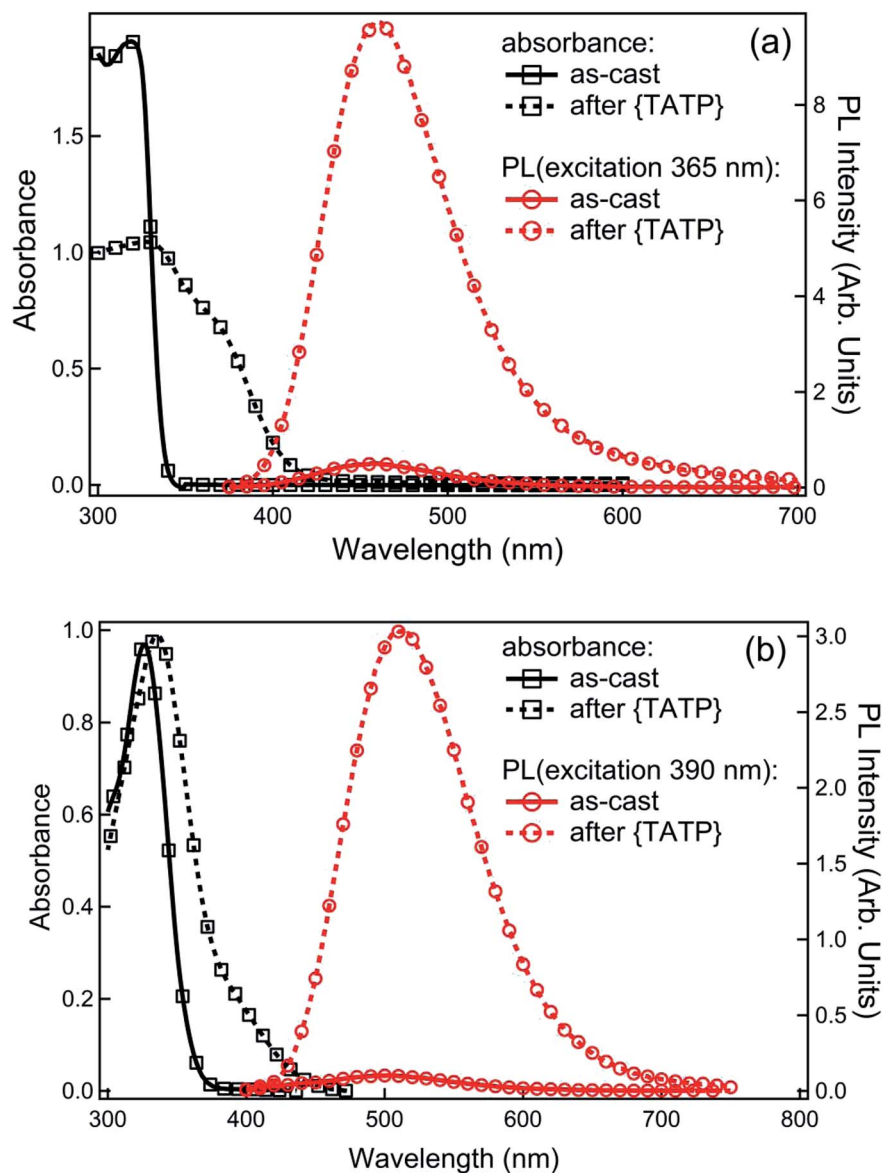 (a)
absorbance:
as-cast
after {TATP}
PL(excitation 365 nm):
as-cast
after {TATP}
Absorbance
1.5
1.0
0.5
0.0
PL Intensity (Arb. Units)
8
6
4
2
0
300
400
500
600
700
Wavelength (nm)
(b)
absorbance:
as-cast
after {TATP}
PL(excitation 390 nm):
as-cast
after {TATP}
Absorbance
1.0
0.8
0.6
0.4
0.2
0.0
PL Intensity (Arb. Units)
3.0
2.5
2.0
1.5
1.0
0.5
0.0
300
400
500
600
700
800
Wavelength (nm)